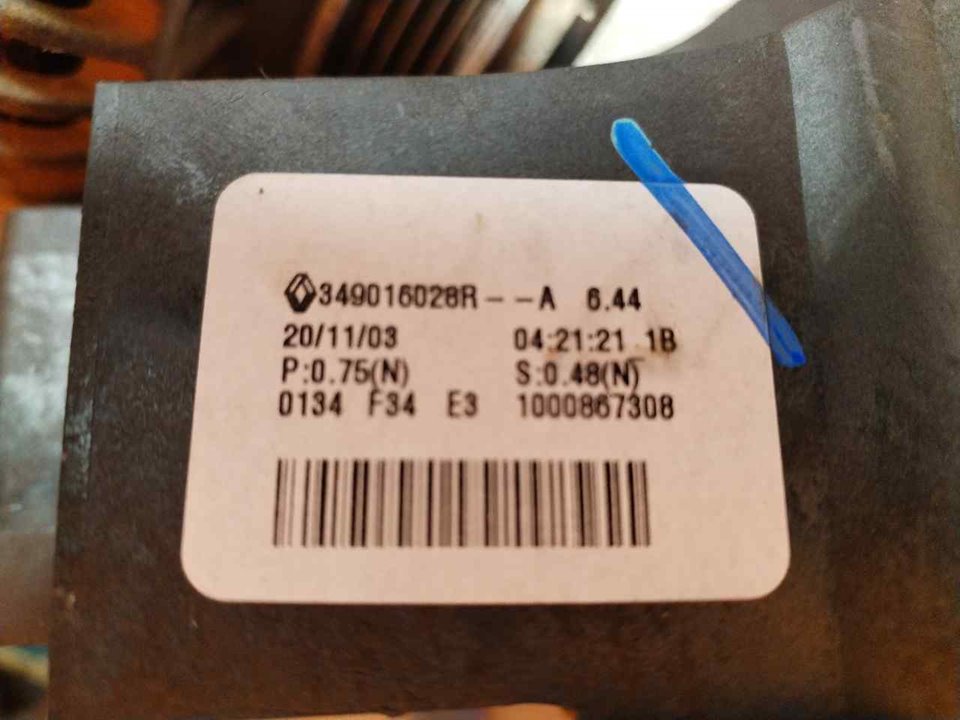 349016028R--A 6.44
20/11/03 04:21:21 1B
P:0.75(N) S:0.48(N)
0134 F34 E3 1000867308